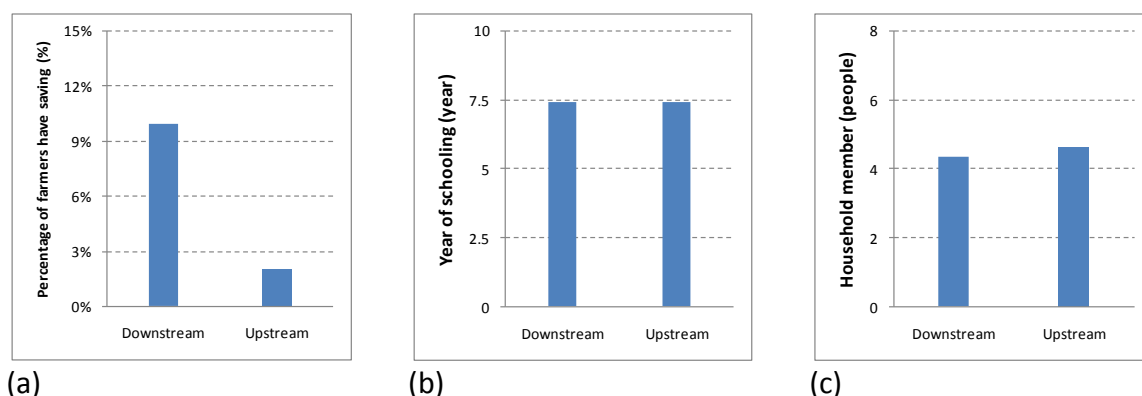 Percentage of farmers have saving (%)
15%
12%
9%
6%
3%
0%
Downstream Upstream
(a)
Year of schooling (year)
10
7.5
5
2.5
0
Downstream Upstream
(b)
Household member (people)
8
6
4
2
0
Downstream Upstream
(c)